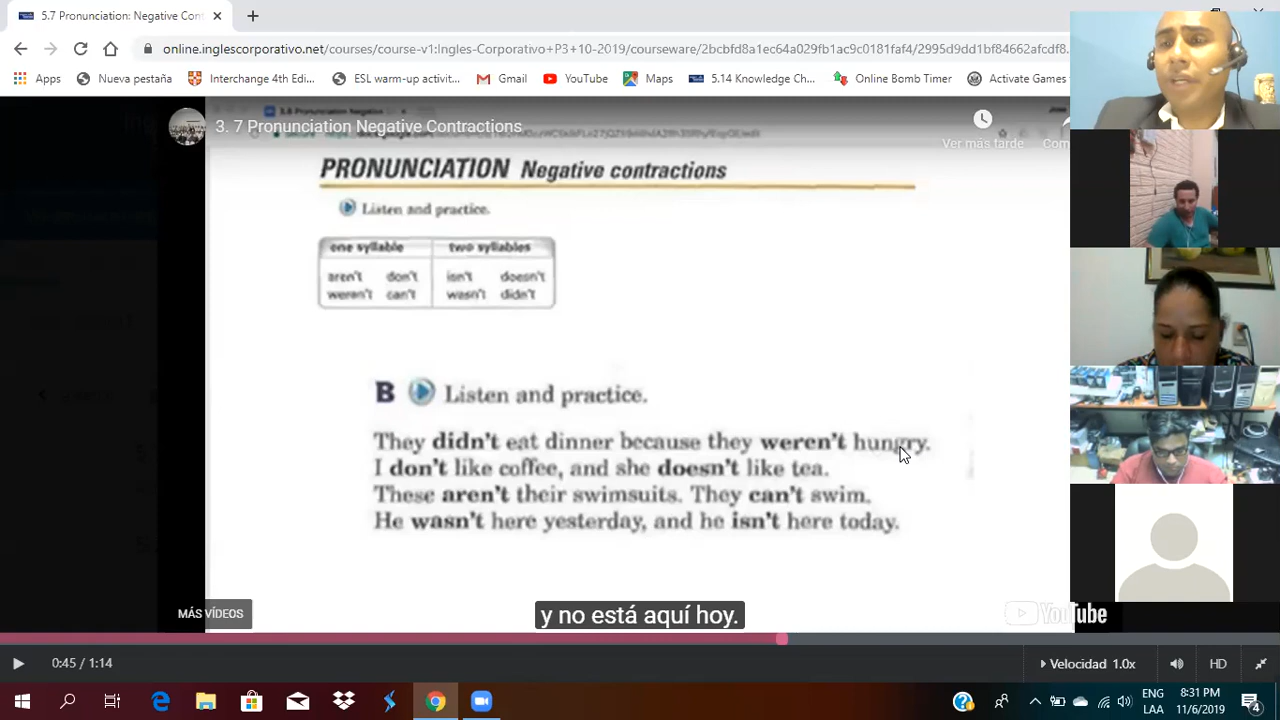 5.7 Pronunciation: Negative Cont
online.inglescorporativo.net/courses/course-v1:Ingles-Corporativo+P3+10-2019/courseware/2bcbfd8a1ec64a029fb1ac9c0181faf4/2995d9dd1bf84662afcdf8.
Apps Nueva pestaña Interchange 4th Edi... ESL warm-up activit... Gmail YouTube Maps 5.14 Knowledge Ch... Online Bomb Timer Activate Games
3. 7 Pronunciation Negative Contractions
Ver más tarde Com
PRONUNCIATION Negative contractions
Listen and practice.
one syllable two syllables
aren't don't isn't doesn't
weren't can't wasn't didn't
B Listen and practice.
They didn't eat dinner because they weren't hungry.
I don't like coffee, and she doesn't like tea.
These aren't their swimsuits. They can't swim.
He wasn't here yesterday, and he isn't here today.
MÁS VÍDEOS
y no está aquí hoy.
YouTube
0:45 / 1:14
Velocidad 1.0x HD
ENG 8:31 PM
LAA 11/6/2019 4